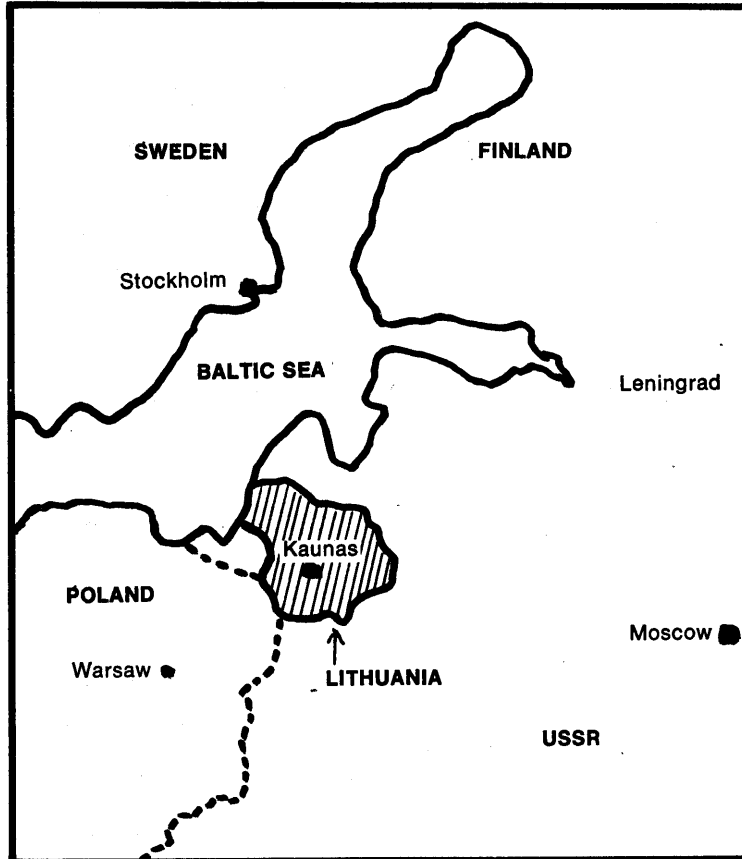 SWEDEN
FINLAND
Stockholm
BALTIC SEA
Leningrad
Kaunas
POLAND
Moscow
Warsaw
LITHUANIA
USSR